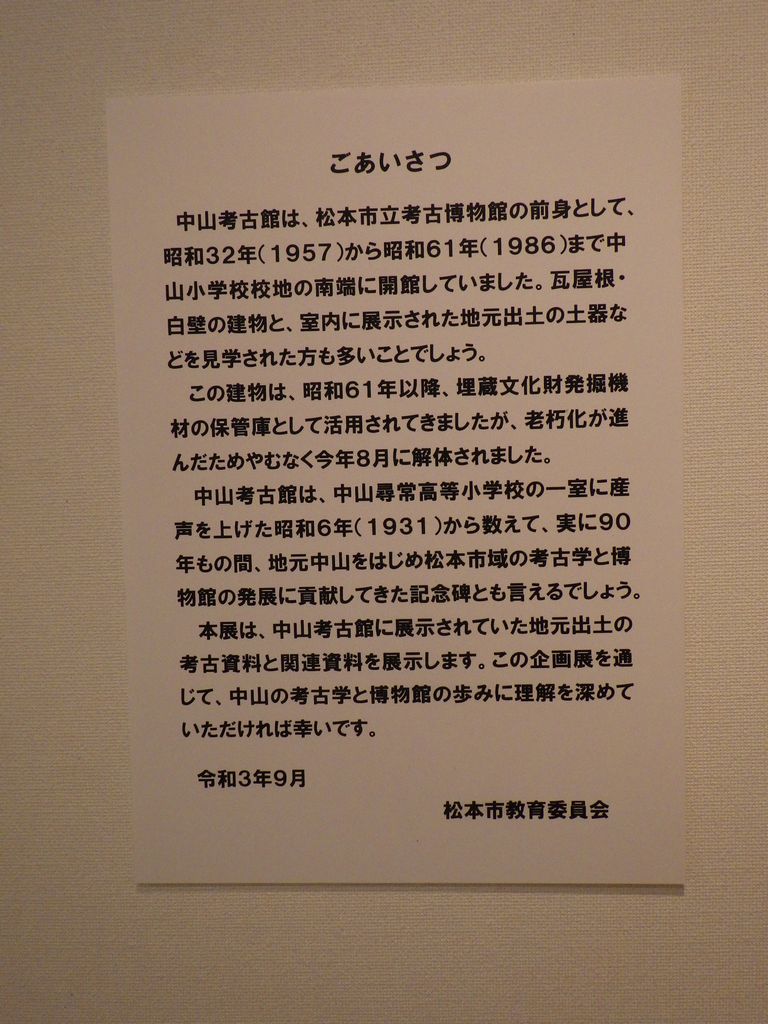 ごあいさつ
中山考古館は、松本市立考古博物館の前身として、
昭和32年（1957）から昭和61年（1986）まで中
山小学校校地の南端に開館していました。瓦屋根・
白壁の建物と、室内に展示された地元出土の土器な
どを見学された方も多いことでしょう。
この建物は、昭和61年以降、埋蔵文化財発掘機
材の保管庫として活用されてきましたが、老朽化が進
んだためやむなく今年8月に解体されました。
中山考古館は、中山尋常高等小学校の一室に産
声を上げた昭和6年（1931）から数えて、実に90
年もの間、地元中山をはじめ松本市域の考古学と博
物館の発展に貢献してきた記念碑とも言えるでしょう。
本展は、中山考古館に展示されていた地元出土の
考古資料と関連資料を展示します。この企画展を通
じて、中山の考古学と博物館の歩みに理解を深めて
いただければ幸いです。
令和3年9月
松本市教育委員会